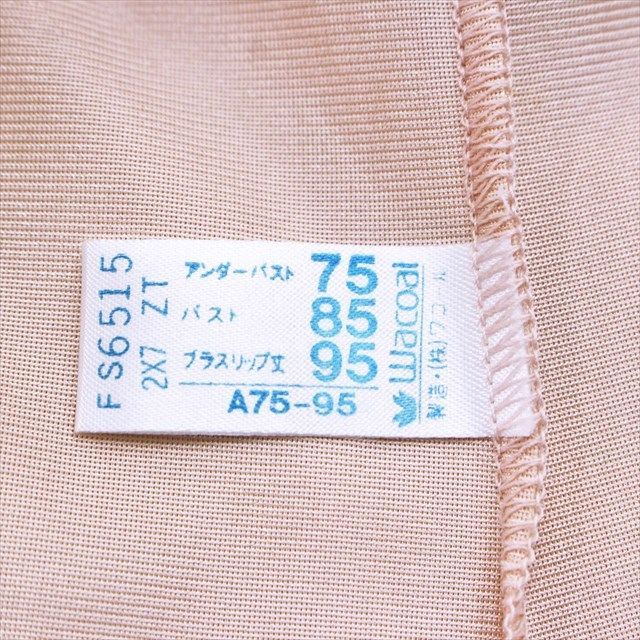 FS6515
2X7 ZT
アンダーバスト 75
バスト 85
ブラスリップ丈 95
A75-95
Wacoal
製造・(株)ワコール